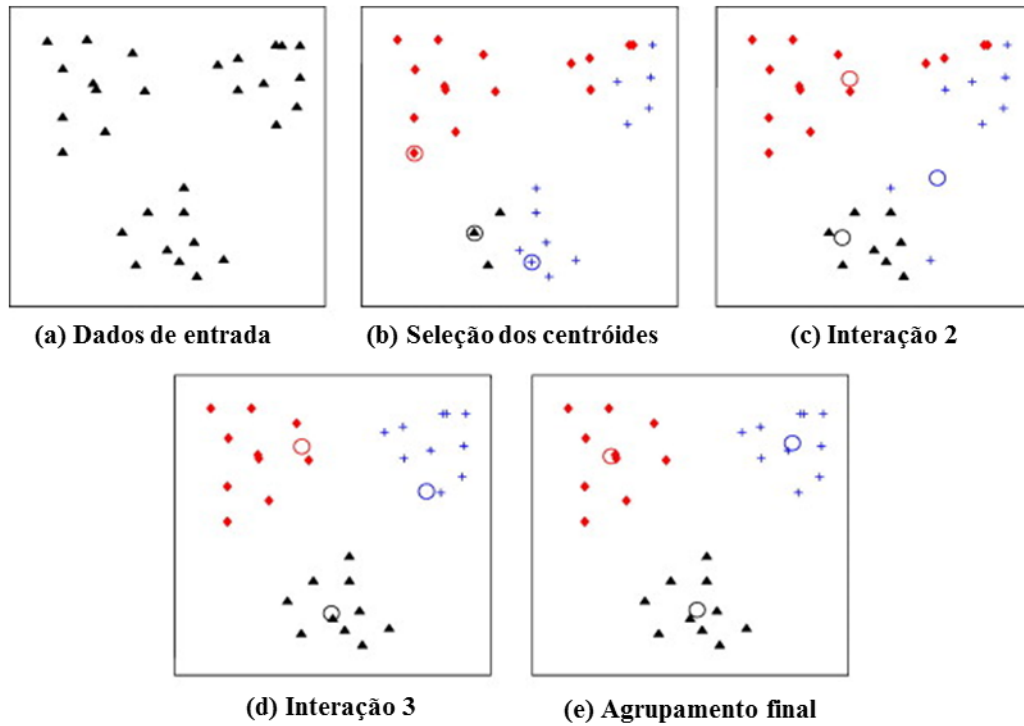 (a) Dados de entrada
(b) Seleção dos centróides
(c) Interação 2
(d) Interação 3
(e) Agrupamento final